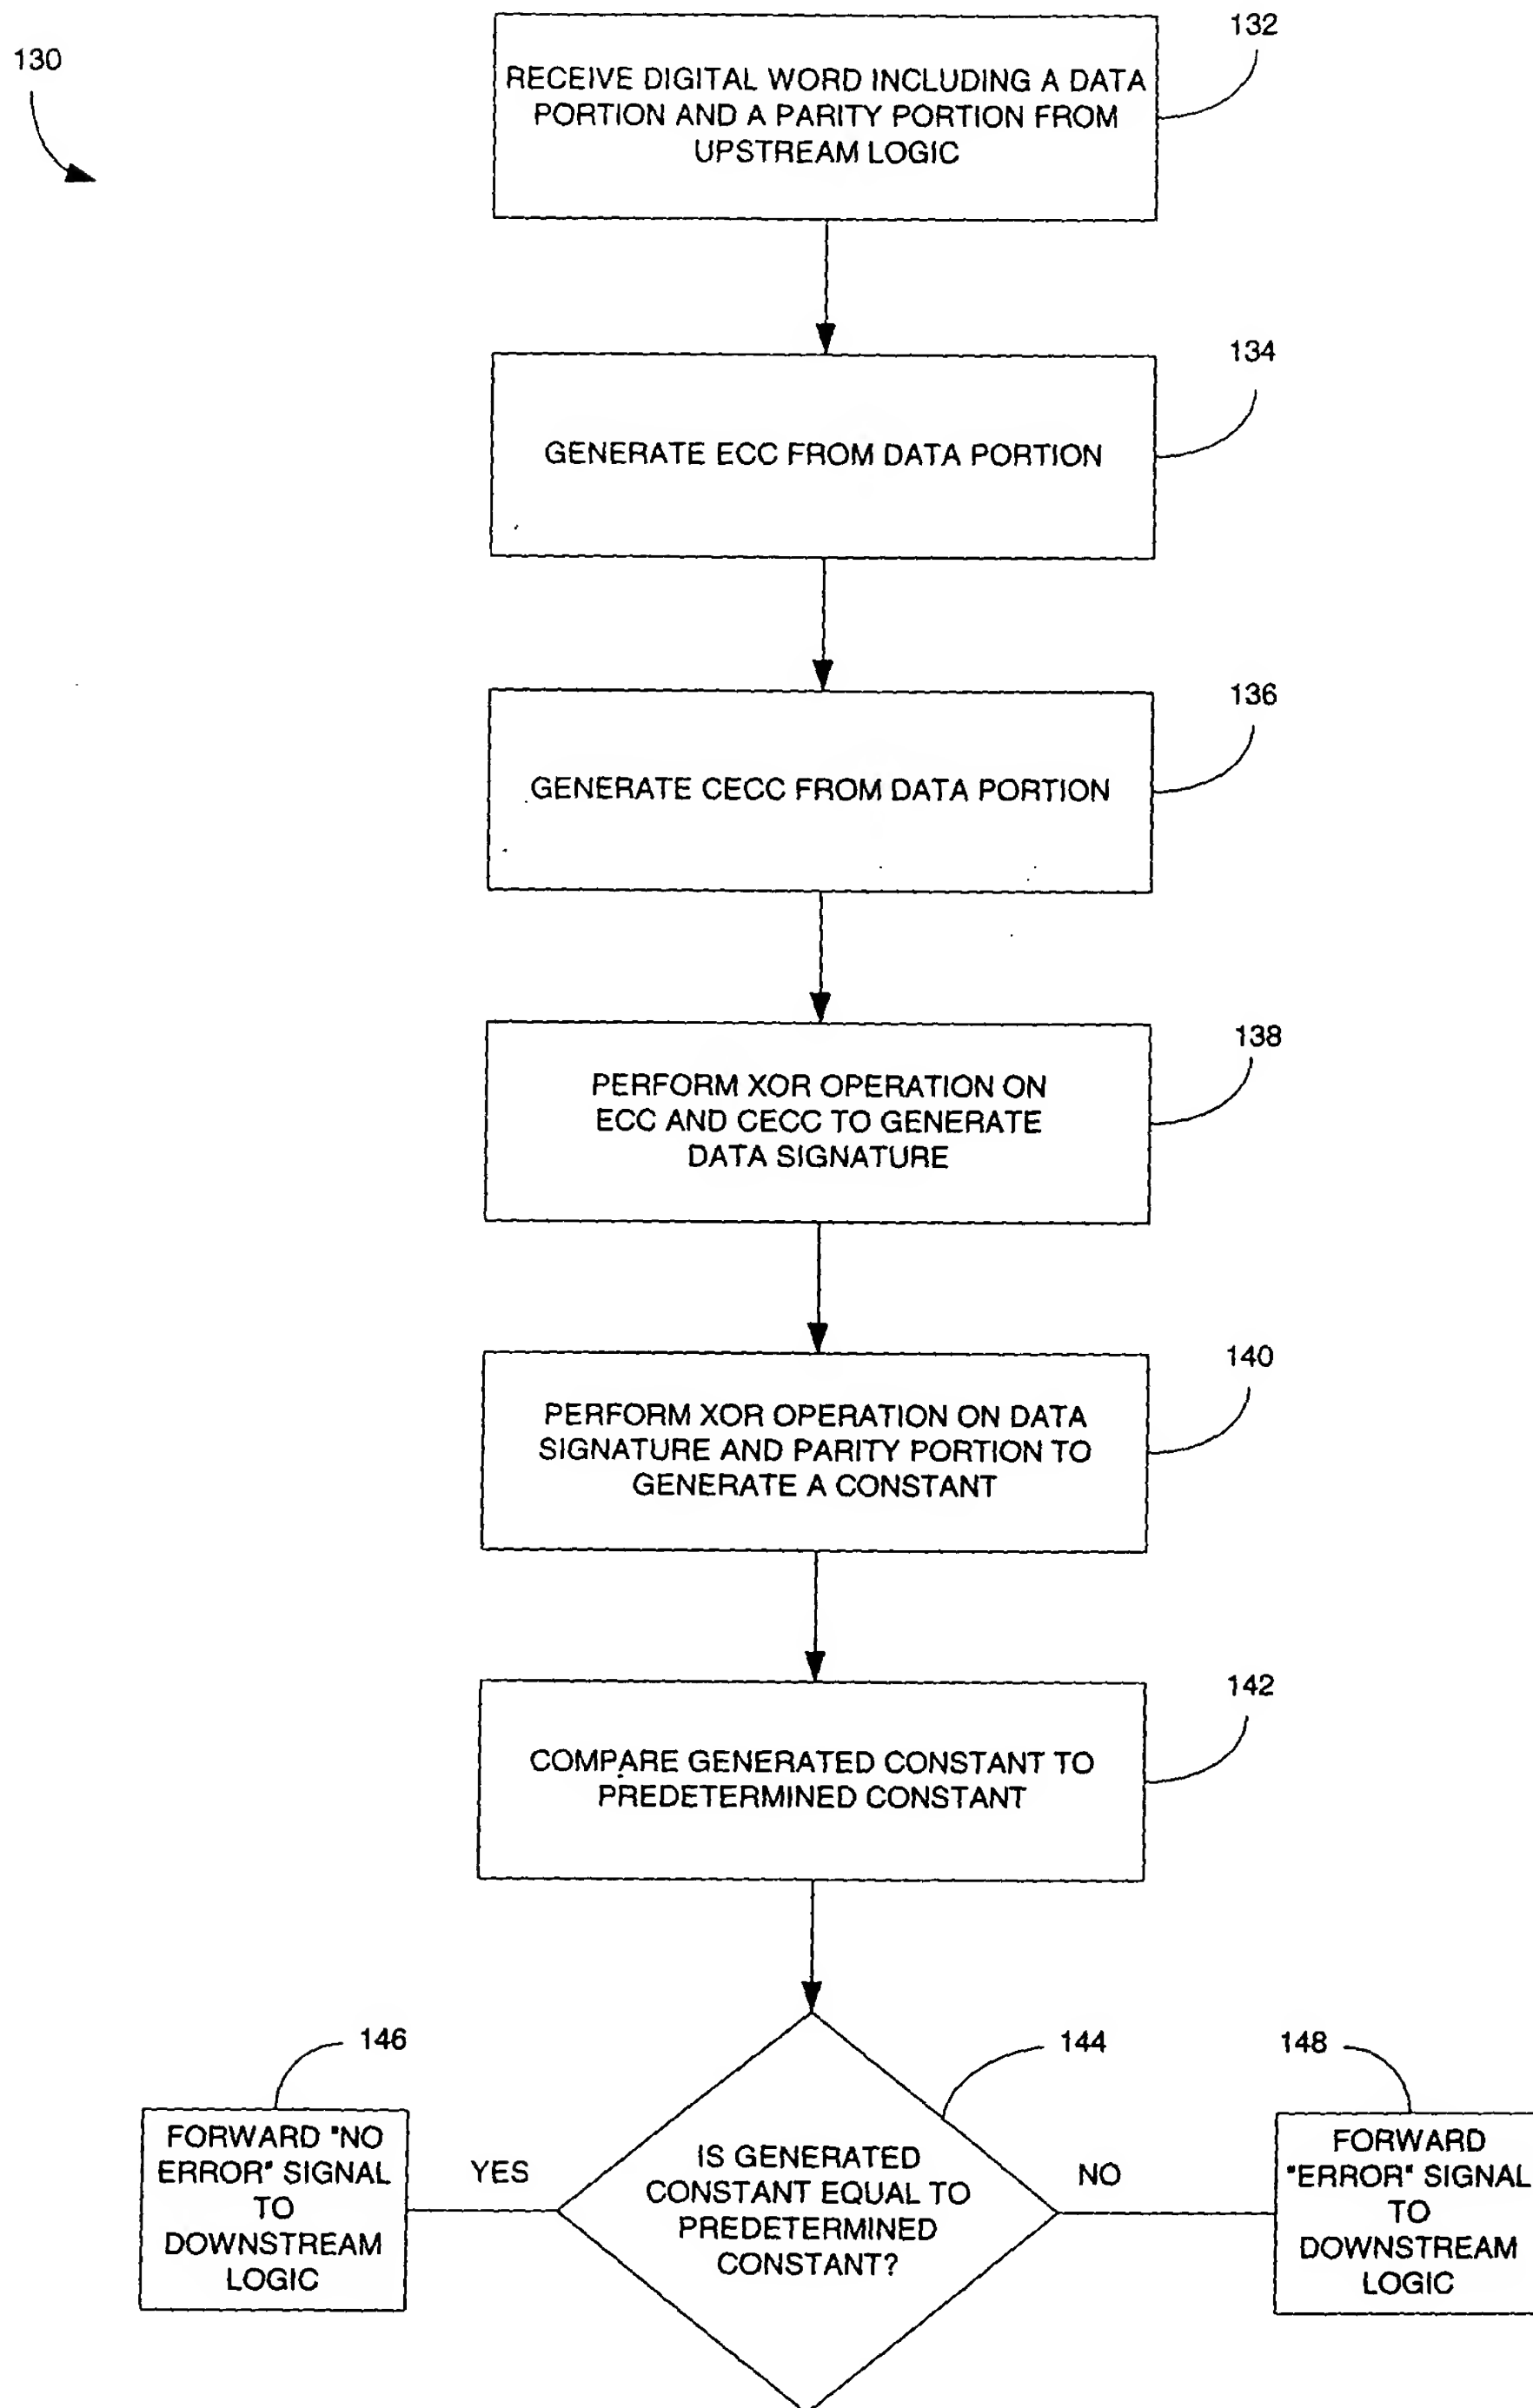 130
132
RECEIVE DIGITAL WORD INCLUDING A DATA
PORTION AND A PARITY PORTION FROM
UPSTREAM LOGIC
134
GENERATE ECC FROM DATA PORTION
136
GENERATE CECC FROM DATA PORTION
138
PERFORM XOR OPERATION ON
ECC AND CECC TO GENERATE
DATA SIGNATURE
140
PERFORM XOR OPERATION ON DATA
SIGNATURE AND PARITY PORTION TO
GENERATE A CONSTANT
142
COMPARE GENERATED CONSTANT TO
PREDETERMINED CONSTANT
146
144
148
FORWARD "NO
ERROR" SIGNAL
TO
DOWNSTREAM
LOGIC
YES
IS GENERATED
CONSTANT EQUAL TO
PREDETERMINED
CONSTANT?
NO
FORWARD
"ERROR" SIGNAL
TO
DOWNSTREAM
LOGIC